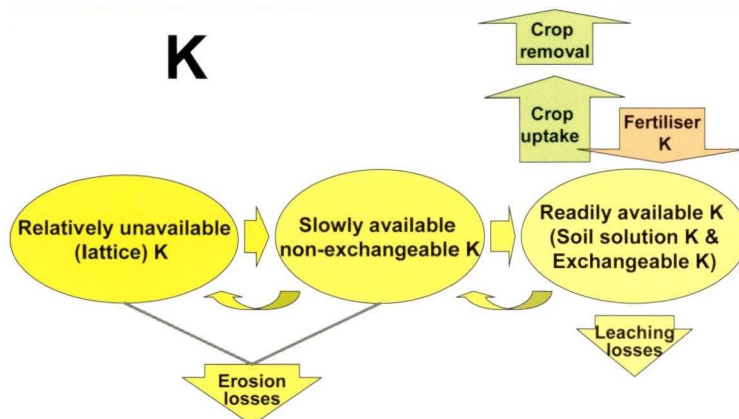 K
Crop
removal
Crop
uptake
Fertiliser
K
Relatively unavailable
(lattice) K
Slowly available
non-exchangeable K
Readily available K
(Soil solution K &
Exchangeable K)
Leaching
losses
Erosion
losses